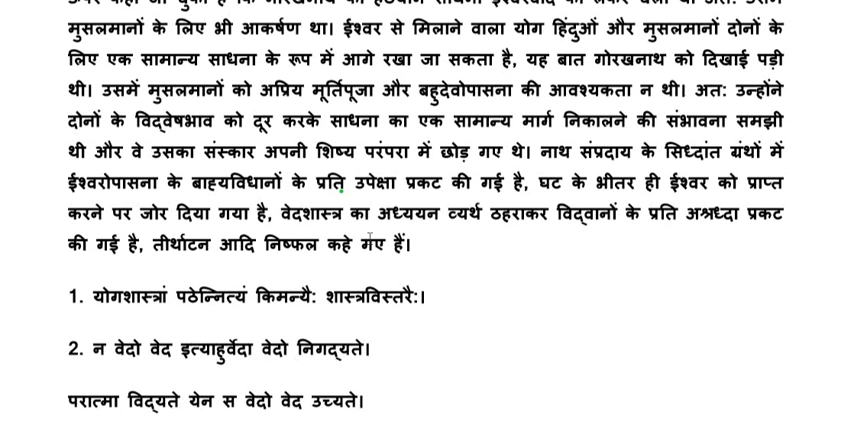 मुसलमानों के लिए भी आकर्षण था। ईश्वर से मिलाने वाला योग हिंदुओं और मुसलमानों दोनों के
लिए एक सामान्य साधना के रूप में आगे रखा जा सकता है, यह बात गोरखनाथ को दिखाई पड़ी
थी। उसमें मुसलमानों को अप्रिय मूर्तिपूजा और बहुदेवोपासना की आवश्यकता न थी। अत: उन्होंने
दोनों के विद्वेषभाव को दूर करके साधना का एक सामान्य मार्ग निकालने की संभावना समझी
थी और वे उसका संस्कार अपनी शिष्य परंपरा में छोड़ गए थे। नाथ संप्रदाय के सिध्दांत ग्रंथों में
ईश्वरोपासना के बाह्यविधानों के प्रति उपेक्षा प्रकट की गई है, घट के भीतर ही ईश्वर को प्राप्त
करने पर जोर दिया गया है, वेदशास्त्र का अध्ययन व्यर्थ ठहराकर विद्वानों के प्रति अश्रध्दा प्रकट
की गई है, तीर्थाटन आदि निष्फल कहे गए हैं।
1. योगशास्त्रां पठेन्नित्यं किमन्यै: शास्त्रविस्तरै:।
2. न वेदो वेद इत्याहुर्वेदा वेदो निगद्यते।
परात्मा विद्यते येन स वेदो वेद उच्यते।